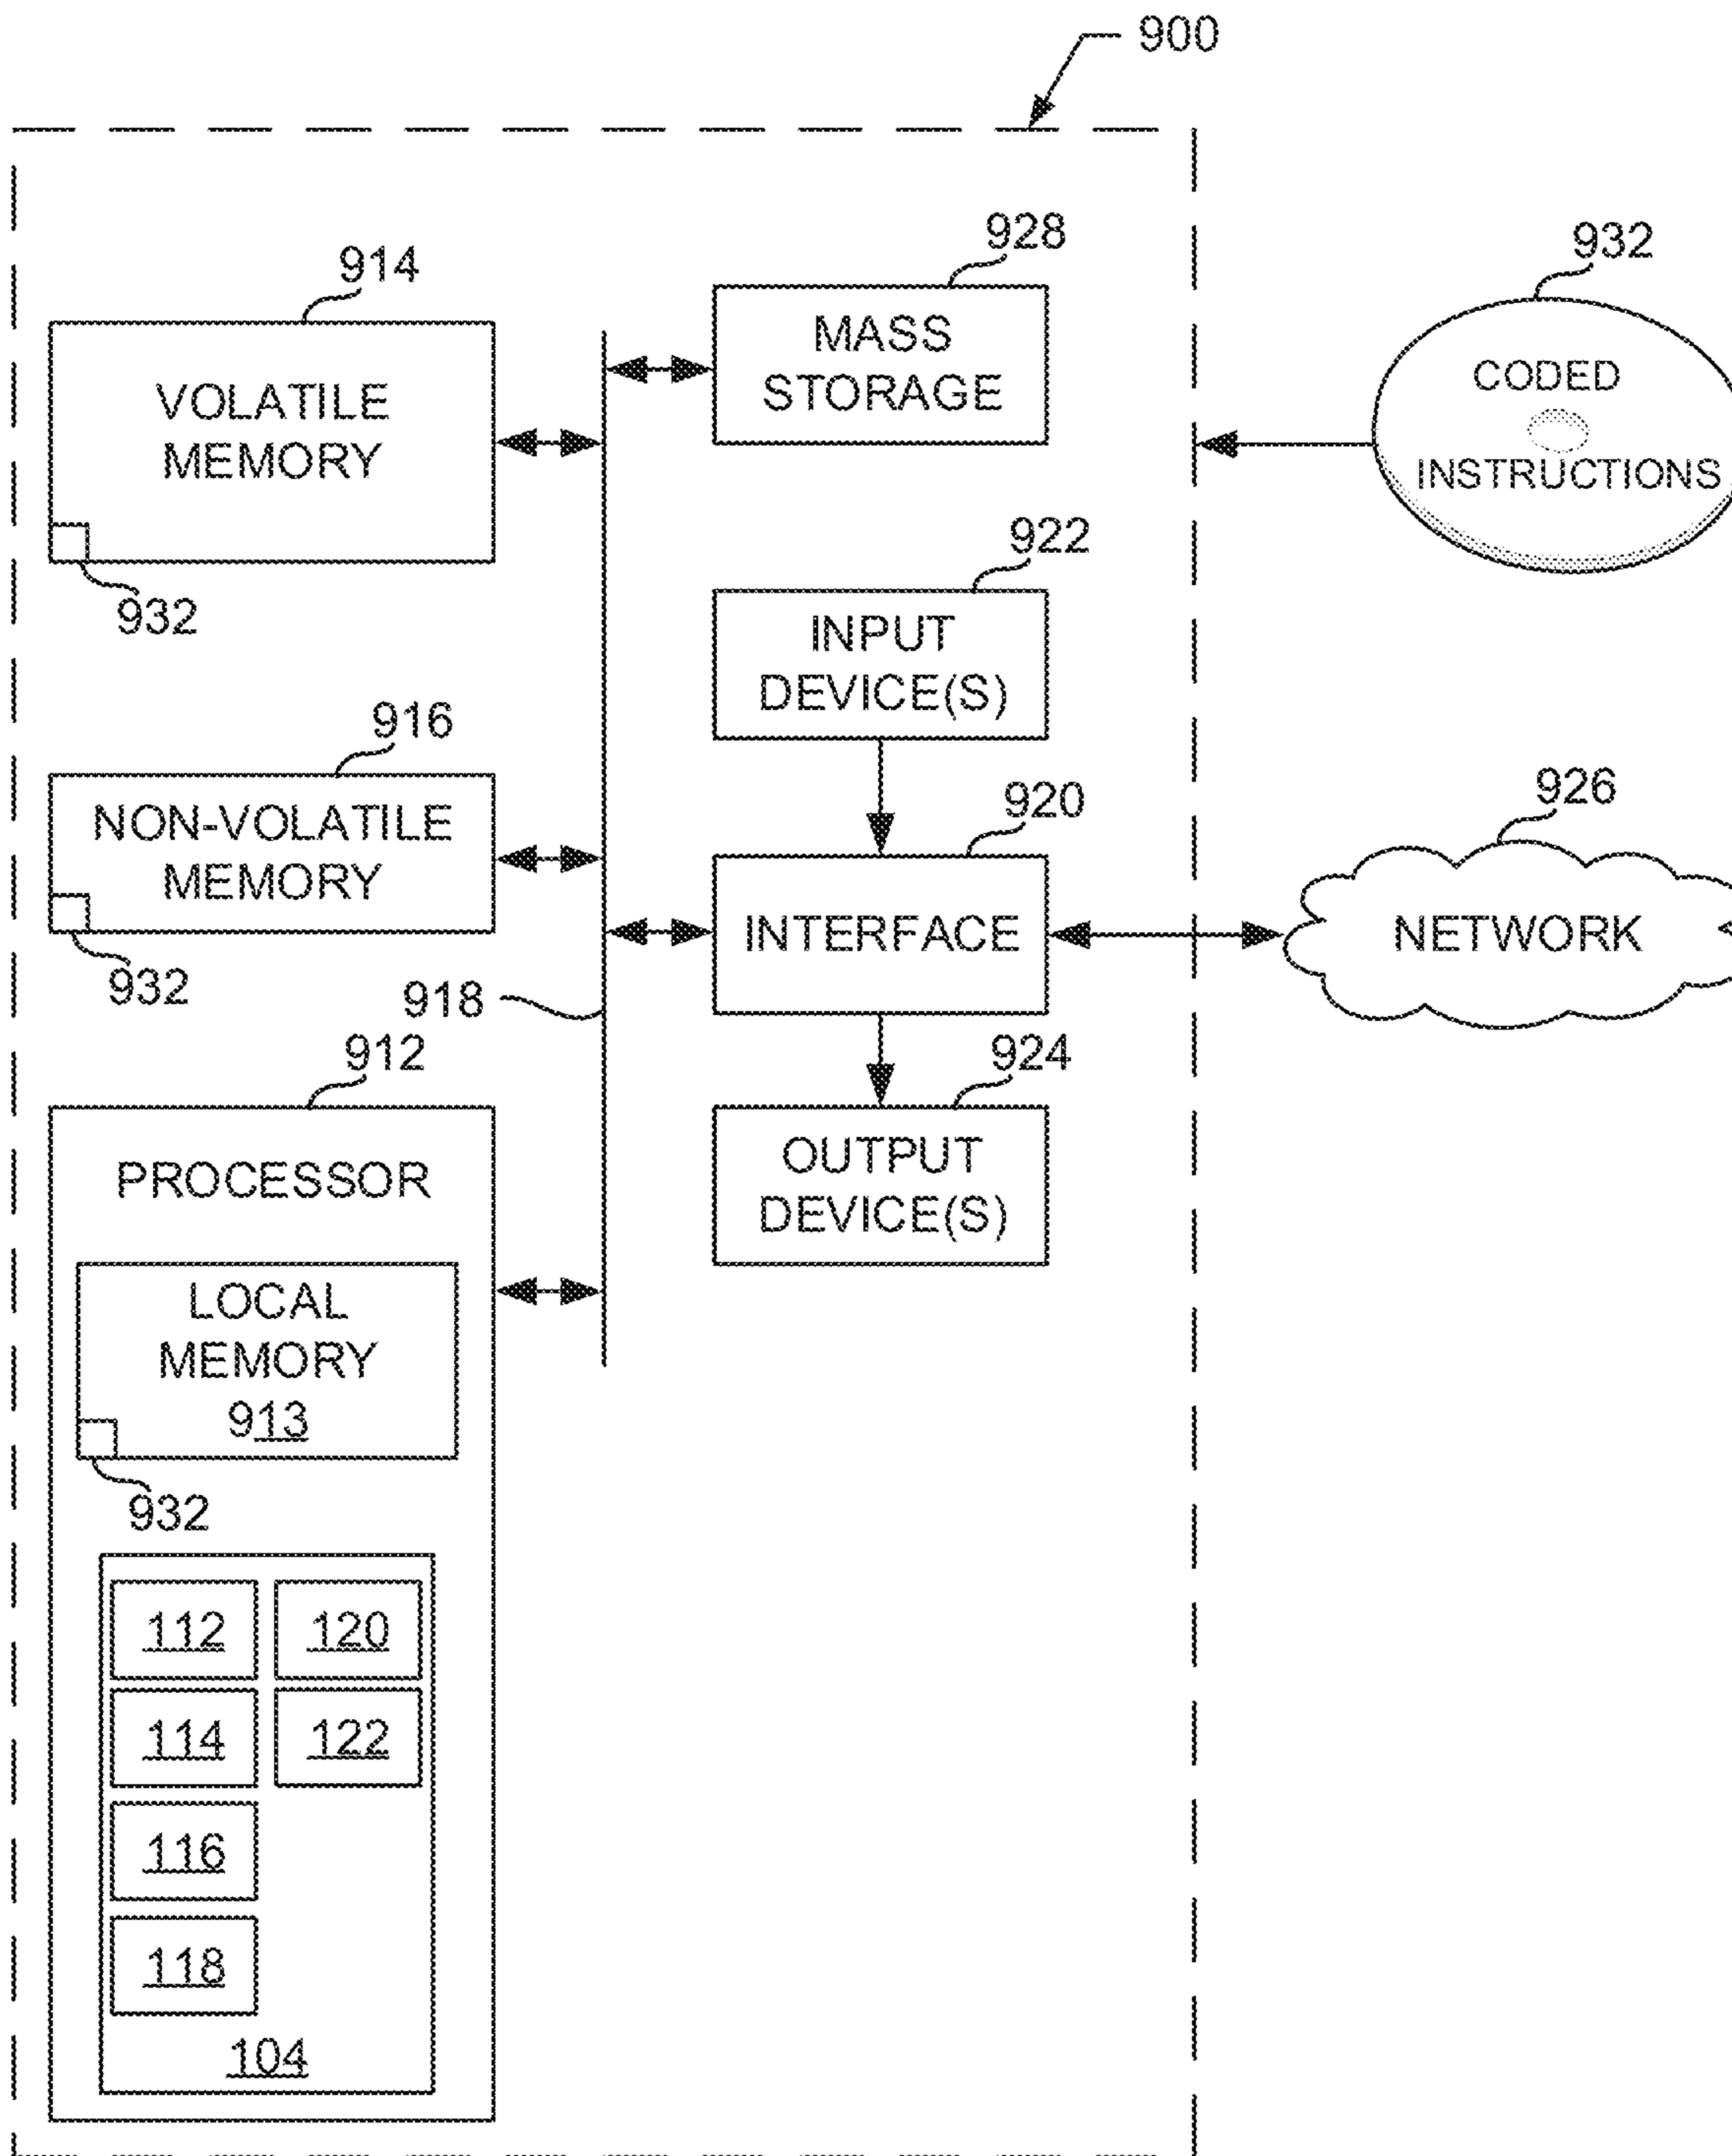 900
914
VOLATILE
MEMORY
932
928
MASS
STORAGE
932
CODED
INSTRUCTIONS
922
INPUT
DEVICE(S)
916
NON-VOLATILE
MEMORY
932
918
920
INTERFACE
926
NETWORK
912
PROCESSOR
LOCAL
MEMORY
913
932
924
OUTPUT
DEVICE(S)
112
120
114
122
116
118
104